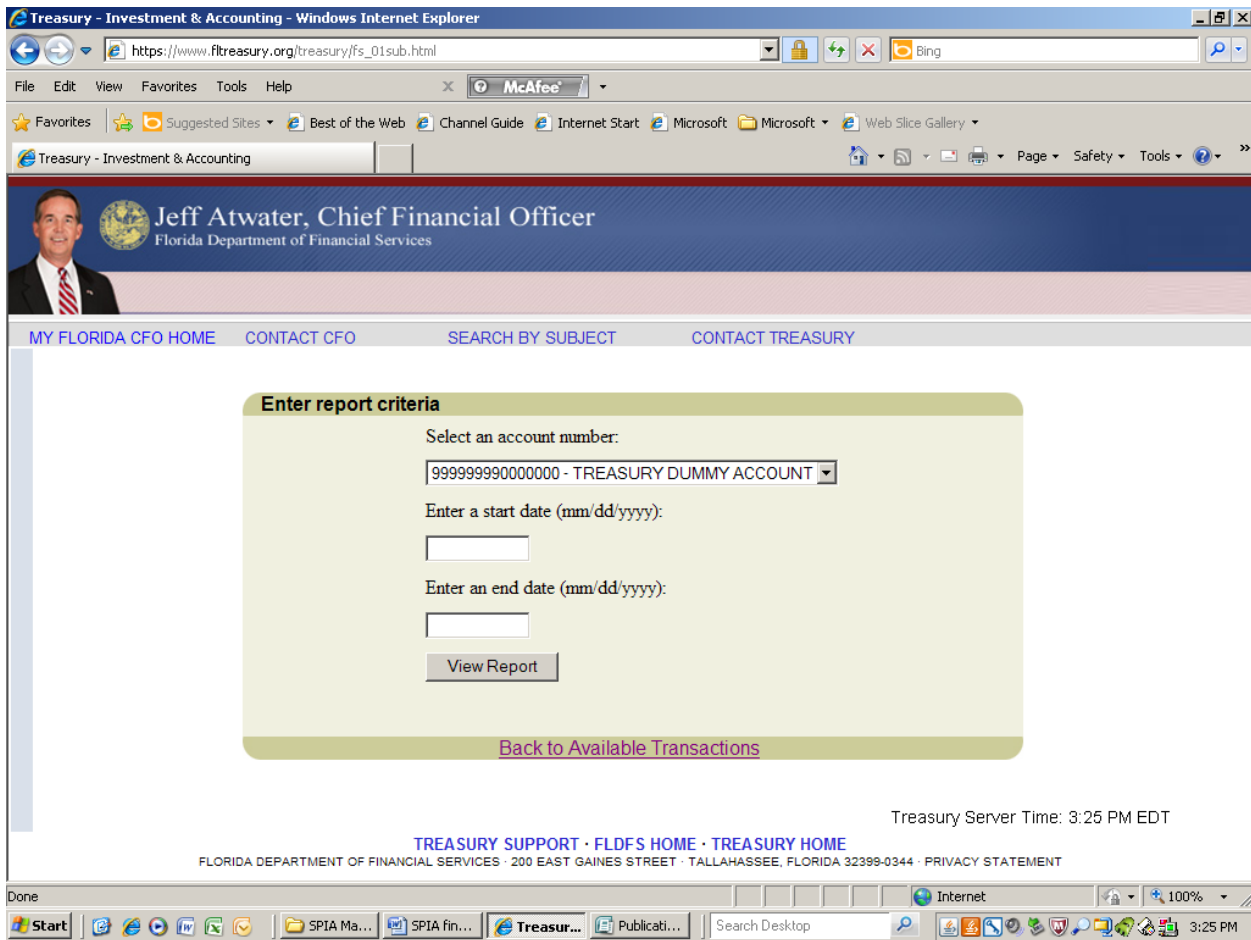 Treasury - Investment & Accounting - Windows Internet Explorer
https://www.fltreasury.org/treasury/fs_01sub.html
Bing
File Edit View Favorites Tools Help
McAfee
Favorites Suggested Sites Best of the Web Channel Guide Internet Start Microsoft Microsoft Web Slice Gallery
Treasury - Investment & Accounting
Page Safety Tools
Jeff Atwater, Chief Financial Officer
Florida Department of Financial Services
MY FLORIDA CFO HOME CONTACT CFO SEARCH BY SUBJECT CONTACT TREASURY
Enter report criteria
Select an account number:
999999990000000 - TREASURY DUMMY ACCOUNT
Enter a start date (mm/dd/yyyy):
Enter an end date (mm/dd/yyyy):
View Report
Back to Available Transactions
Treasury Server Time: 3:25 PM EDT
TREASURY SUPPORT · FLDFS HOME · TREASURY HOME
FLORIDA DEPARTMENT OF FINANCIAL SERVICES · 200 EAST GAINES STREET · TALLAHASSEE, FLORIDA 32399-0344 · PRIVACY STATEMENT
Done Internet 100%
Start SPIA Ma... SPIA fin... Treasur... Publicati... Search Desktop 3:25 PM